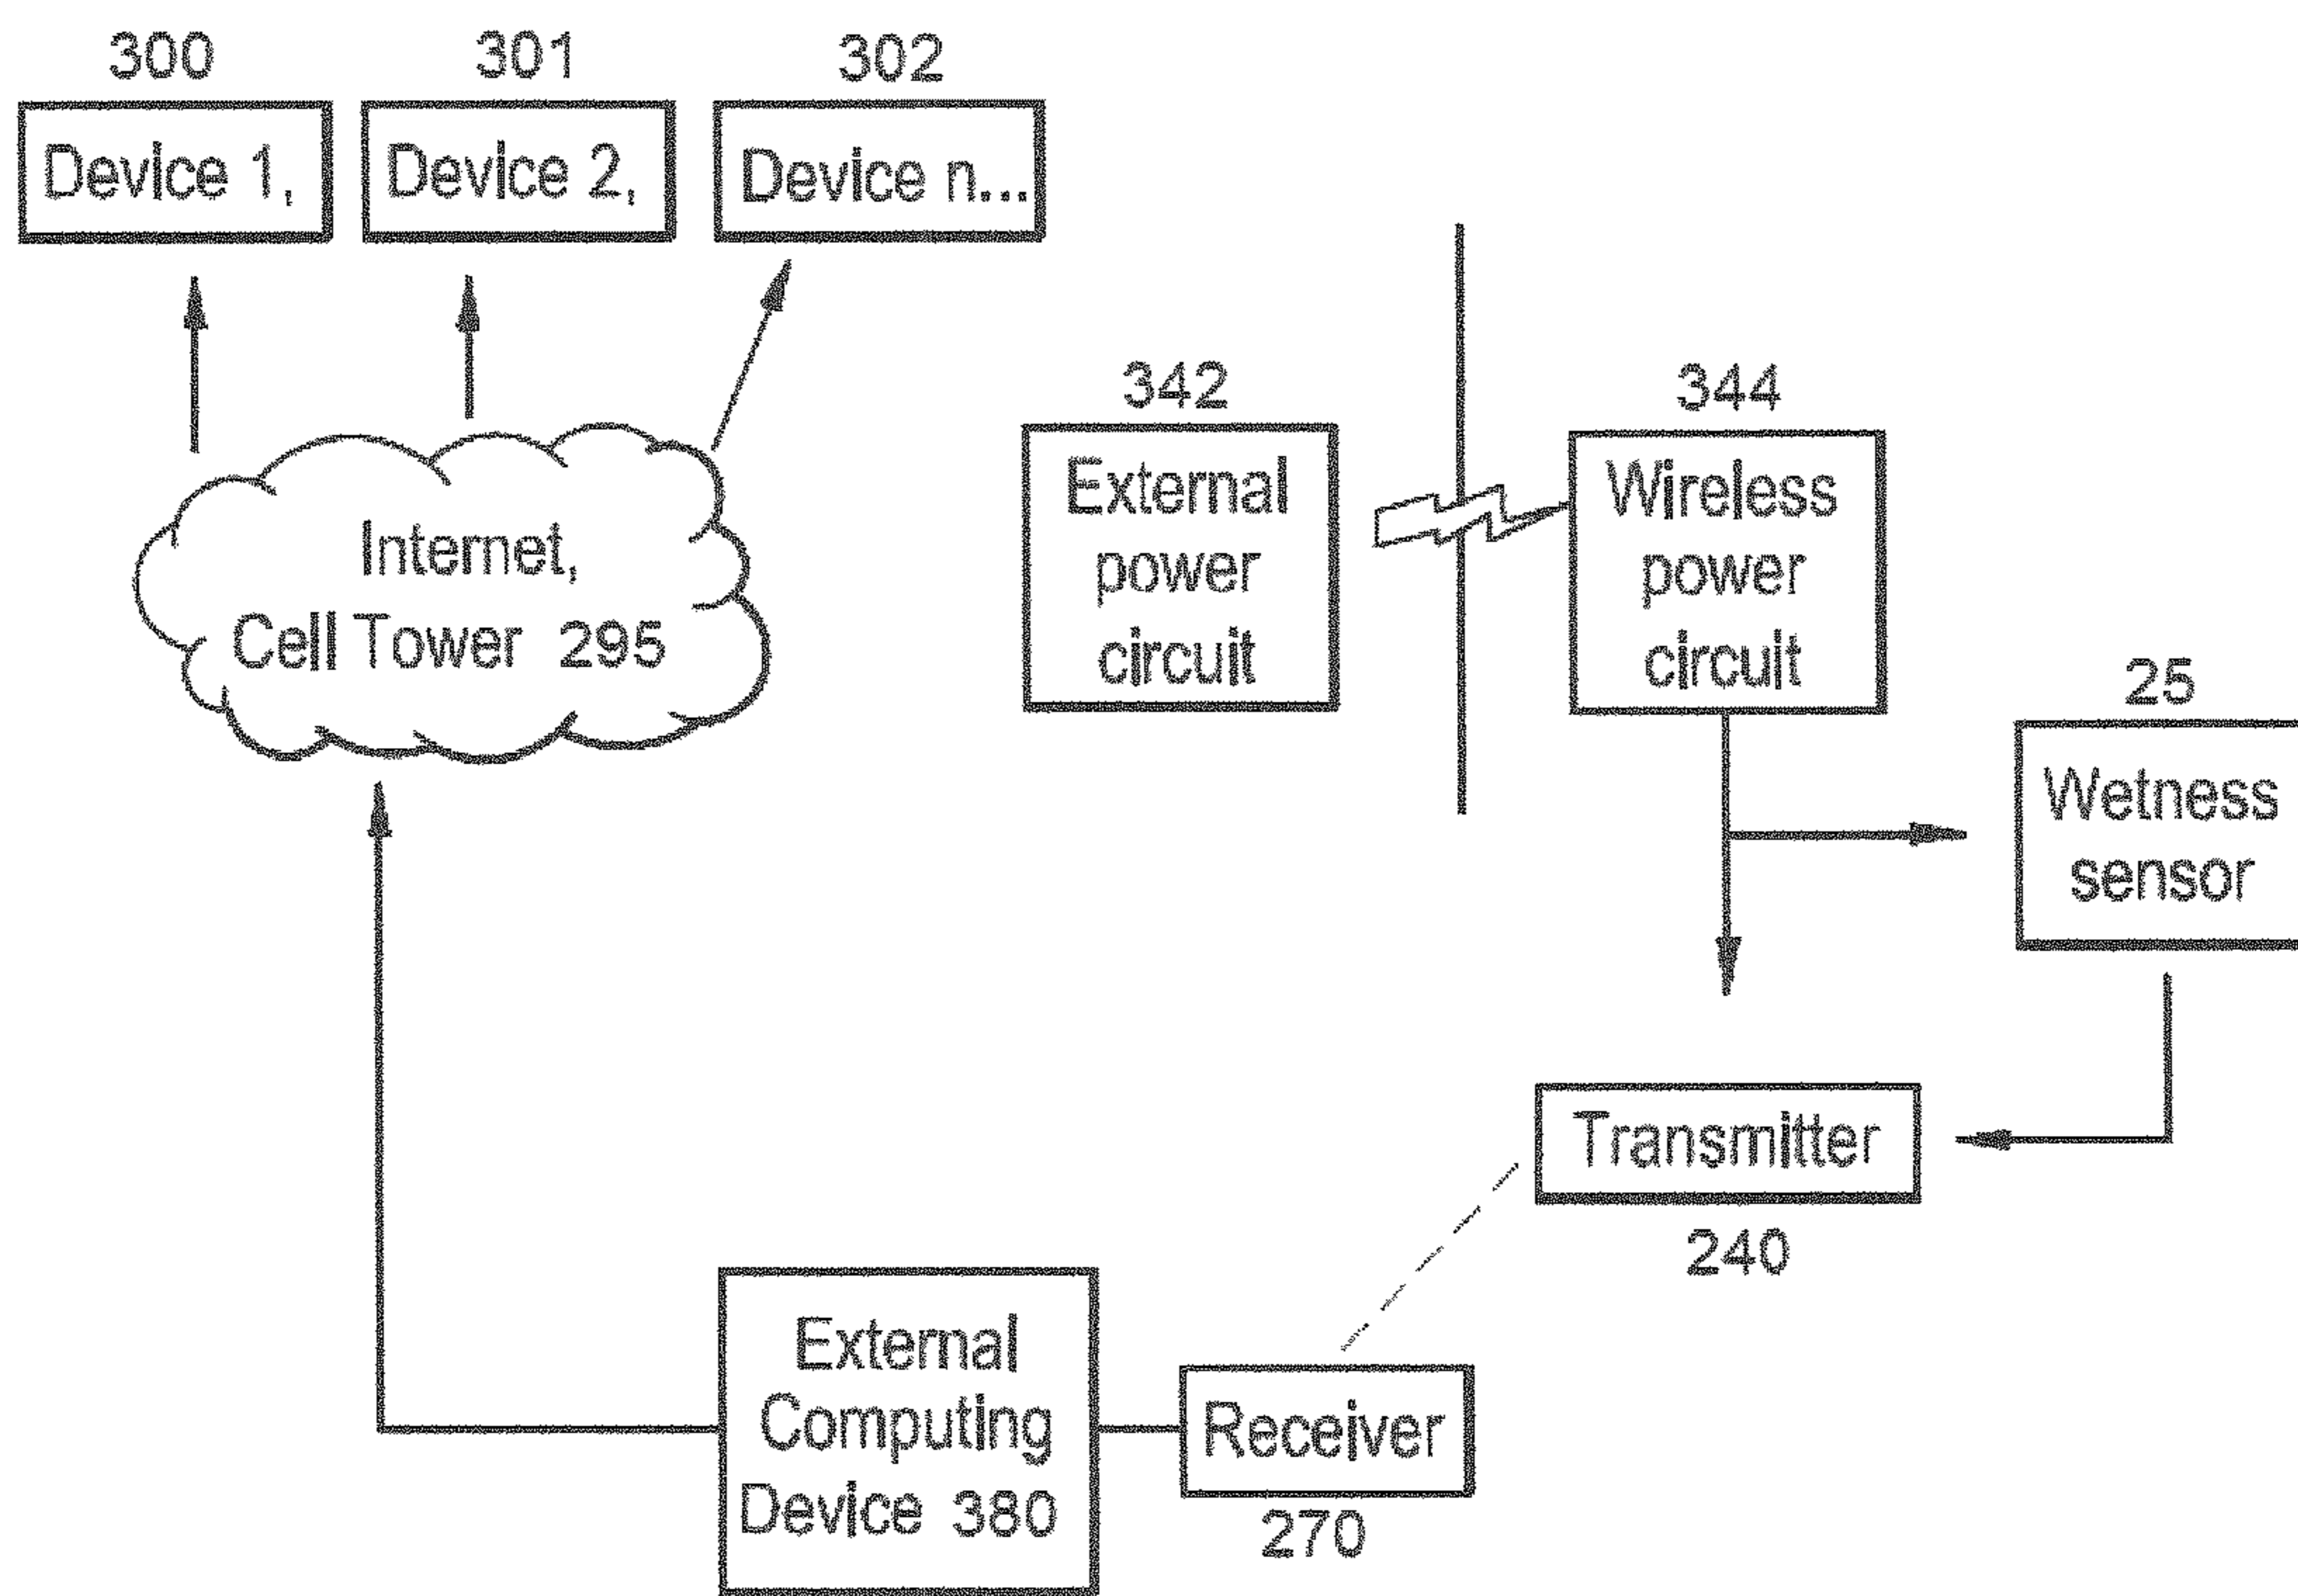 300
301
302
Device 1,
Device 2,
Device n...
342
344
External
power
circuit
Wireless
power
circuit
Internet,
Cell Tower 295
25
Wetness
sensor
Transmitter
240
External
Computing
Device 380
Receiver
270